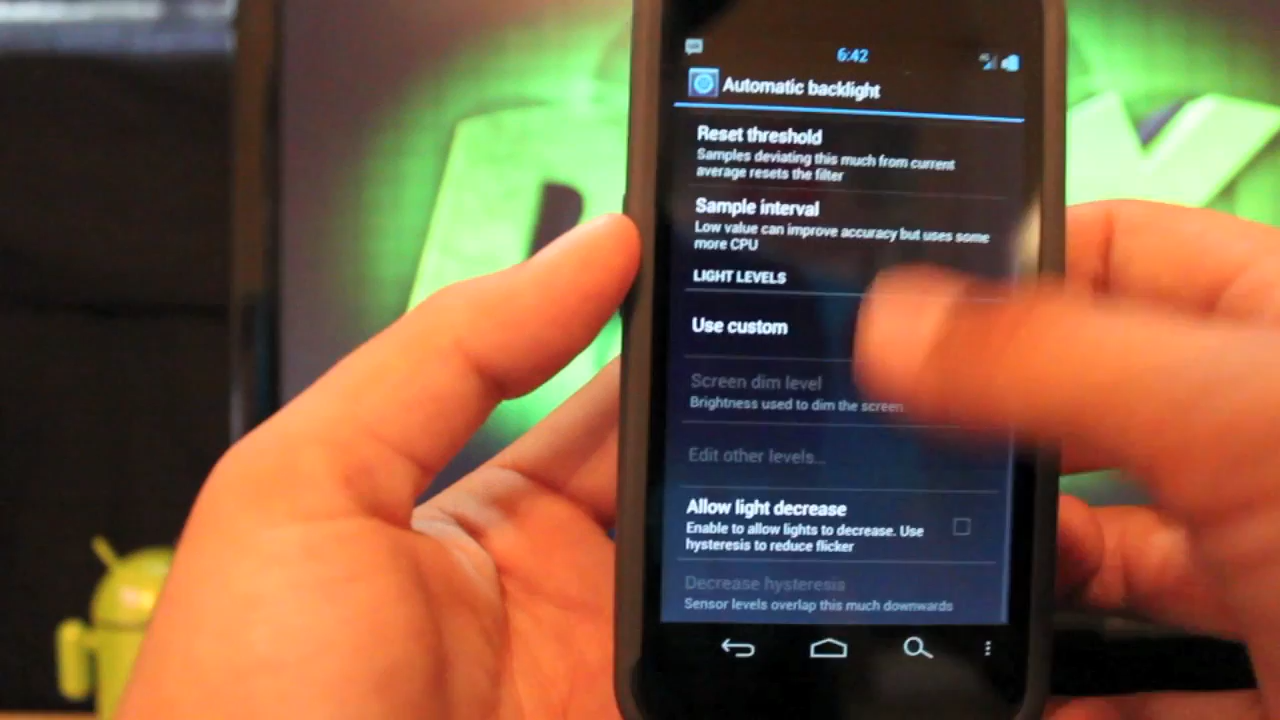 6:42
Automatic backlight
Reset threshold
Samples deviating this much from current
average resets the filter
Sample interval
Low value can improve accuracy but uses some
more CPU
LIGHT LEVELS
Use custom
Screen dim level
Brightness used to dim the screen
Edit other levels...
Allow light decrease
Enable to allow lights to decrease. Use
hysteresis to reduce flicker
Decrease hysteresis
Sensor levels overlap this much downwards